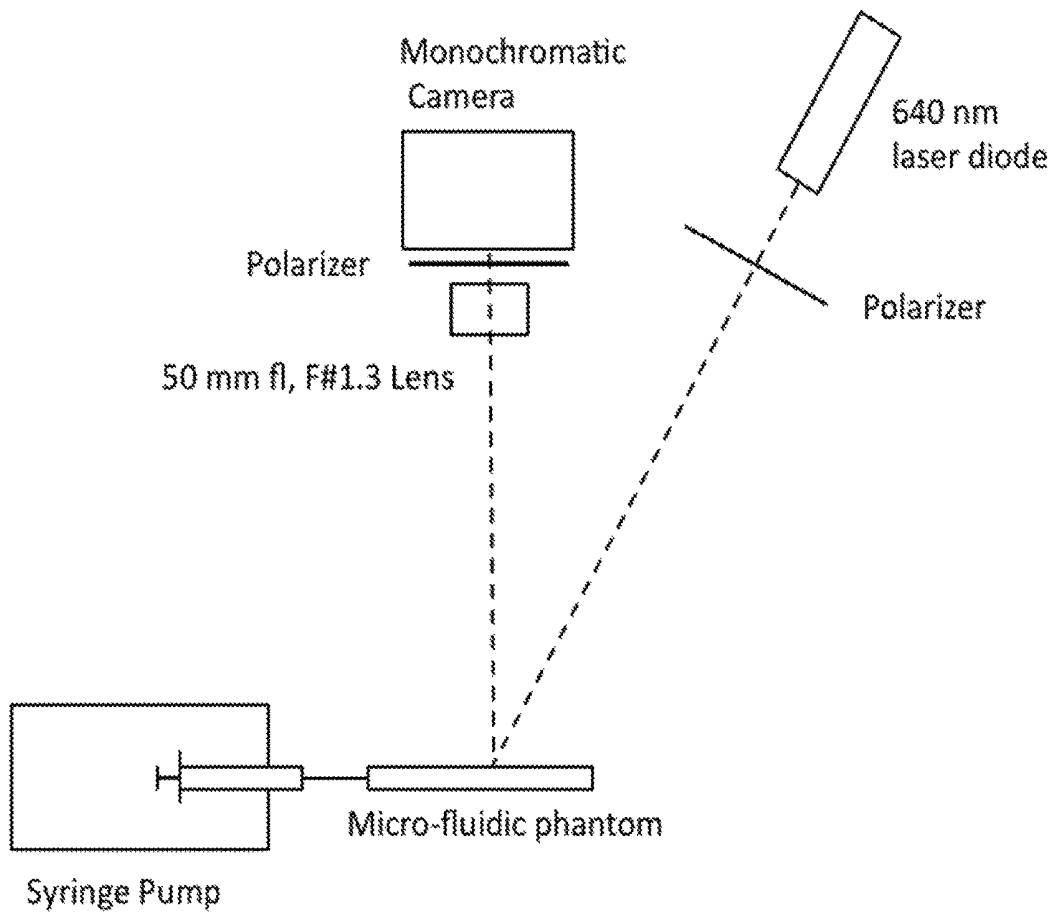 Monochromatic
Camera
640 nm
laser diode
Polarizer
Polarizer
50 mm fl, F#1.3 Lens
Micro-fluidic phantom
Syringe Pump